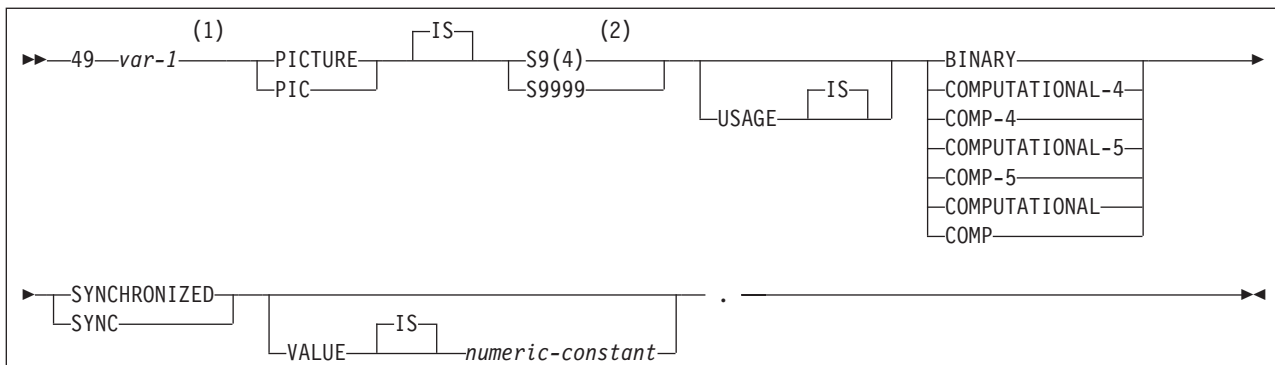 (1) IS (2)
►►—49—var-1—PICTURE—S9(4)—BINARY—►
PIC S9999 USAGE IS COMPUTATIONAL-4
COMP-4
COMPUTATIONAL-5
COMP-5
COMPUTATIONAL
COMP
►—SYNCHRONIZED— . —►◄
SYNC IS
VALUE numeric-constant